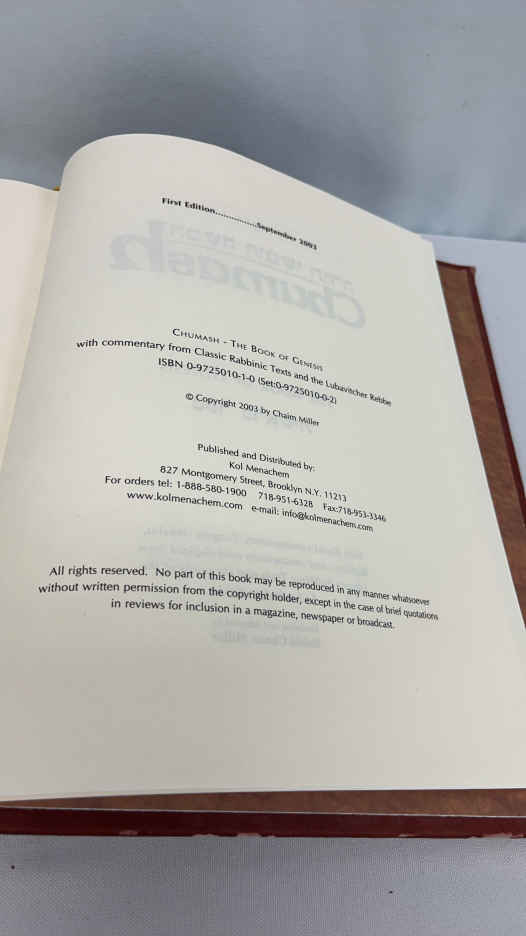 First Edition................September 2003
CHUMASH - THE BOOK OF GENESIS
with commentary from Classic Rabbinic Texts and the Lubavitcher Rebbe
ISBN 0-9725010-1-0 (Set:0-9725010-0-2)
© Copyright 2003 by Chaim Miller
Published and Distributed by:
Kol Menachem
827 Montgomery Street, Brooklyn N.Y. 11213
For orders tel: 1-888-580-1900 718-951-6328 Fax:718-953-3346
www.kolmenachem.com e-mail: info@kolmenachem.com
All rights reserved. No part of this book may be reproduced in any manner whatsoever
without written permission from the copyright holder, except in the case of brief quotations
in reviews for inclusion in a magazine, newspaper or broadcast.
Chumash